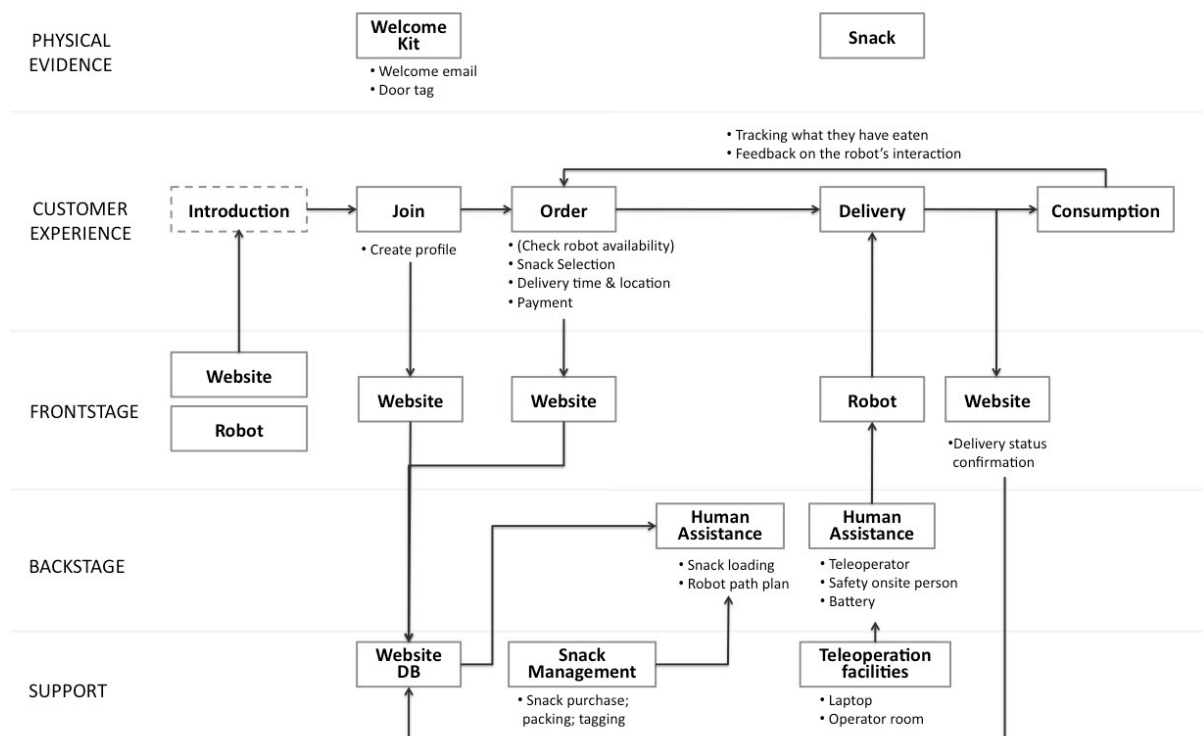 PHYSICAL
EVIDENCE
Welcome
Kit
• Welcome email
• Door tag
Snack
CUSTOMER
EXPERIENCE
• Tracking what they have eaten
• Feedback on the robot's interaction
Introduction
Join
Order
Delivery
Consumption
• Create profile
• (Check robot availability)
• Snack Selection
• Delivery time & location
• Payment
FRONTSTAGE
Website
Robot
Website
Website
Robot
Website
•Delivery status
confirmation
BACKSTAGE
Human
Assistance
• Snack loading
• Robot path plan
Human
Assistance
• Teleoperator
• Safety onsite person
• Battery
SUPPORT
Website
DB
Snack
Management
• Snack purchase;
packing; tagging
Teleoperation
facilities
• Laptop
• Operator room